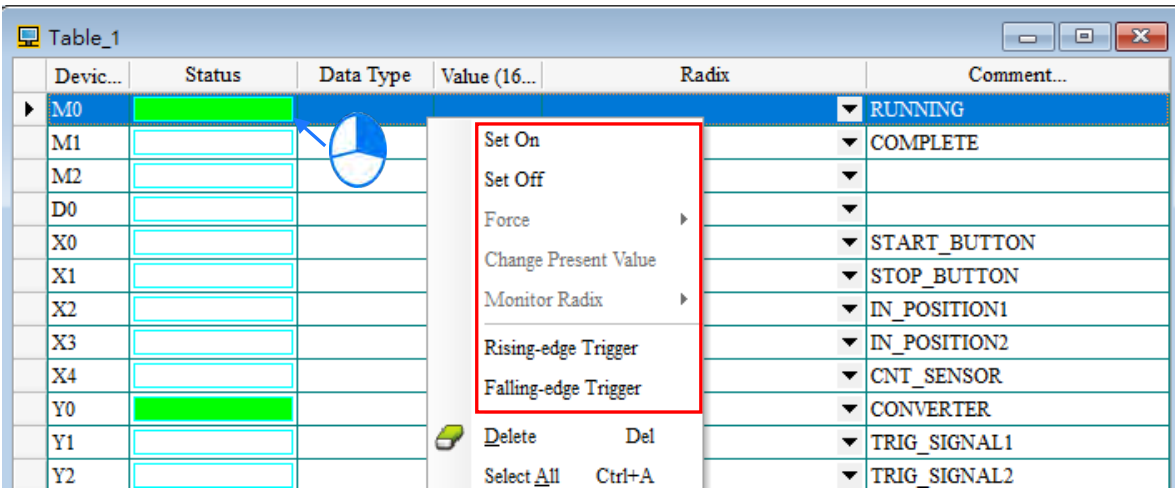 Table_1
Devic... Status Data Type Value (16... Radix Comment...
M0 RUNNING
M1 COMPLETE
M2
D0
X0 START_BUTTON
X1 STOP_BUTTON
X2 IN_POSITION1
X3 IN_POSITION2
X4 CNT_SENSOR
Y0 CONVERTER
Y1 TRIG_SIGNAL1
Y2 TRIG_SIGNAL2
Set On
Set Off
Force
Change Present Value
Monitor Radix
Rising-edge Trigger
Falling-edge Trigger
Delete Del
Select All Ctrl+A